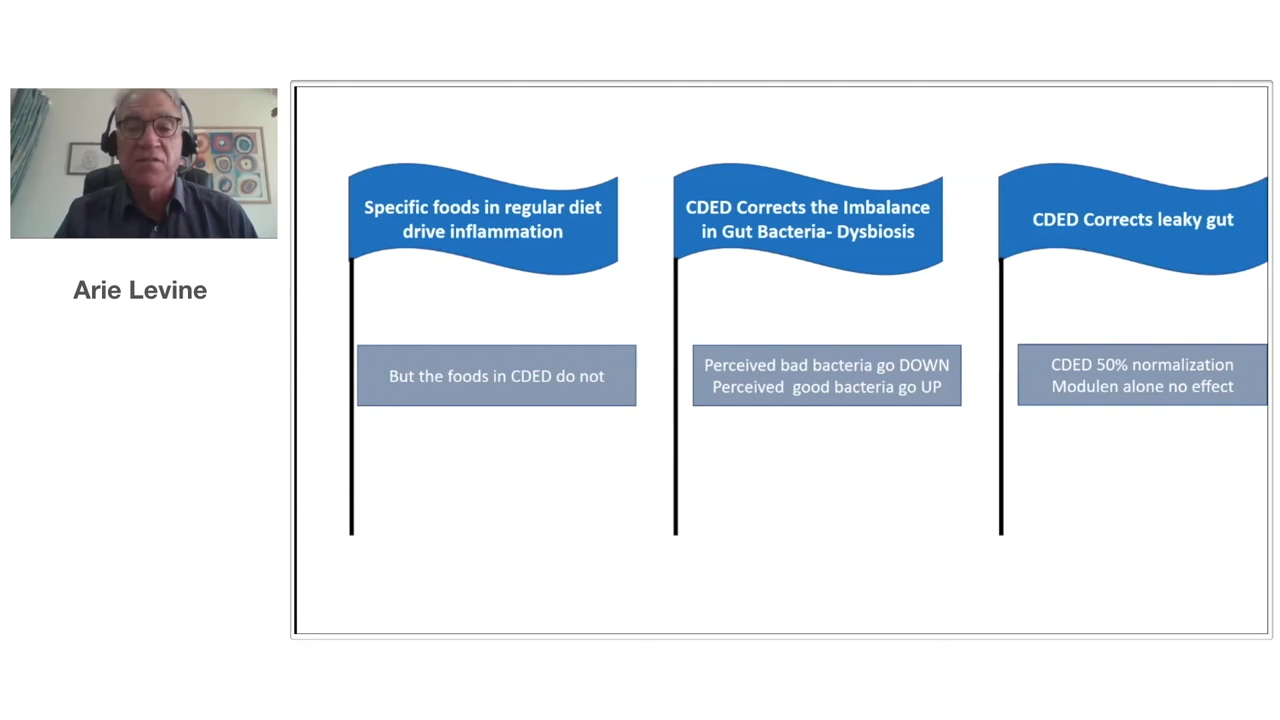 Arie Levine
Specific foods in regular diet
drive inflammation
But the foods in CDED do not
CDED Corrects the Imbalance
in Gut Bacteria- Dysbiosis
Perceived bad bacteria go DOWN
Perceived good bacteria go UP
CDED Corrects leaky gut
CDED 50% normalization
Modulen alone no effect